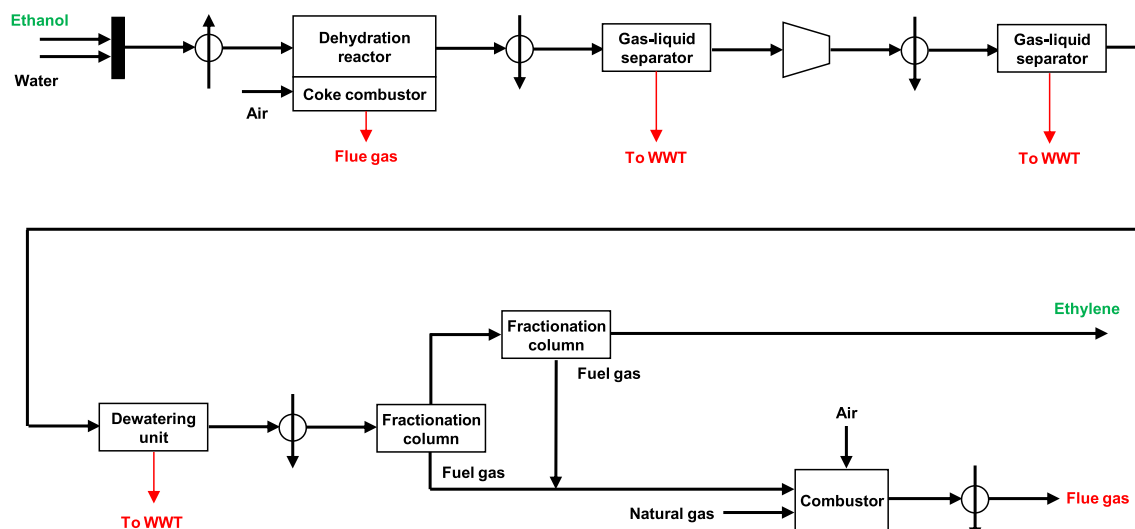 Ethanol
Water
Dehydration
reactor
Coke combustor
Air
Flue gas
Gas-liquid
separator
To WWT
Gas-liquid
separator
To WWT
Ethylene
Fractionation
column
Fuel gas
Dewatering
unit
To WWT
Fractionation
column
Fuel gas
Air
Combustor
Natural gas
Flue gas